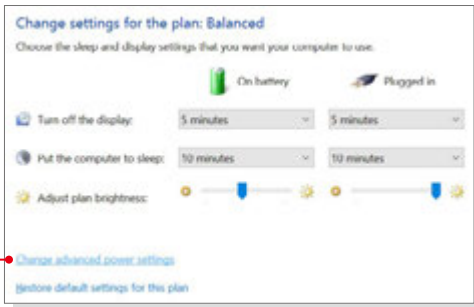 Change settings for the plan: Balanced
Choose the sleep and display settings that you want your computer to use.
On battery Plugged in
Turn off the display: 5 minutes 5 minutes
Put the computer to sleep: 10 minutes 10 minutes
Adjust plan brightness:
Change advanced power settings
Restore default settings for this plan